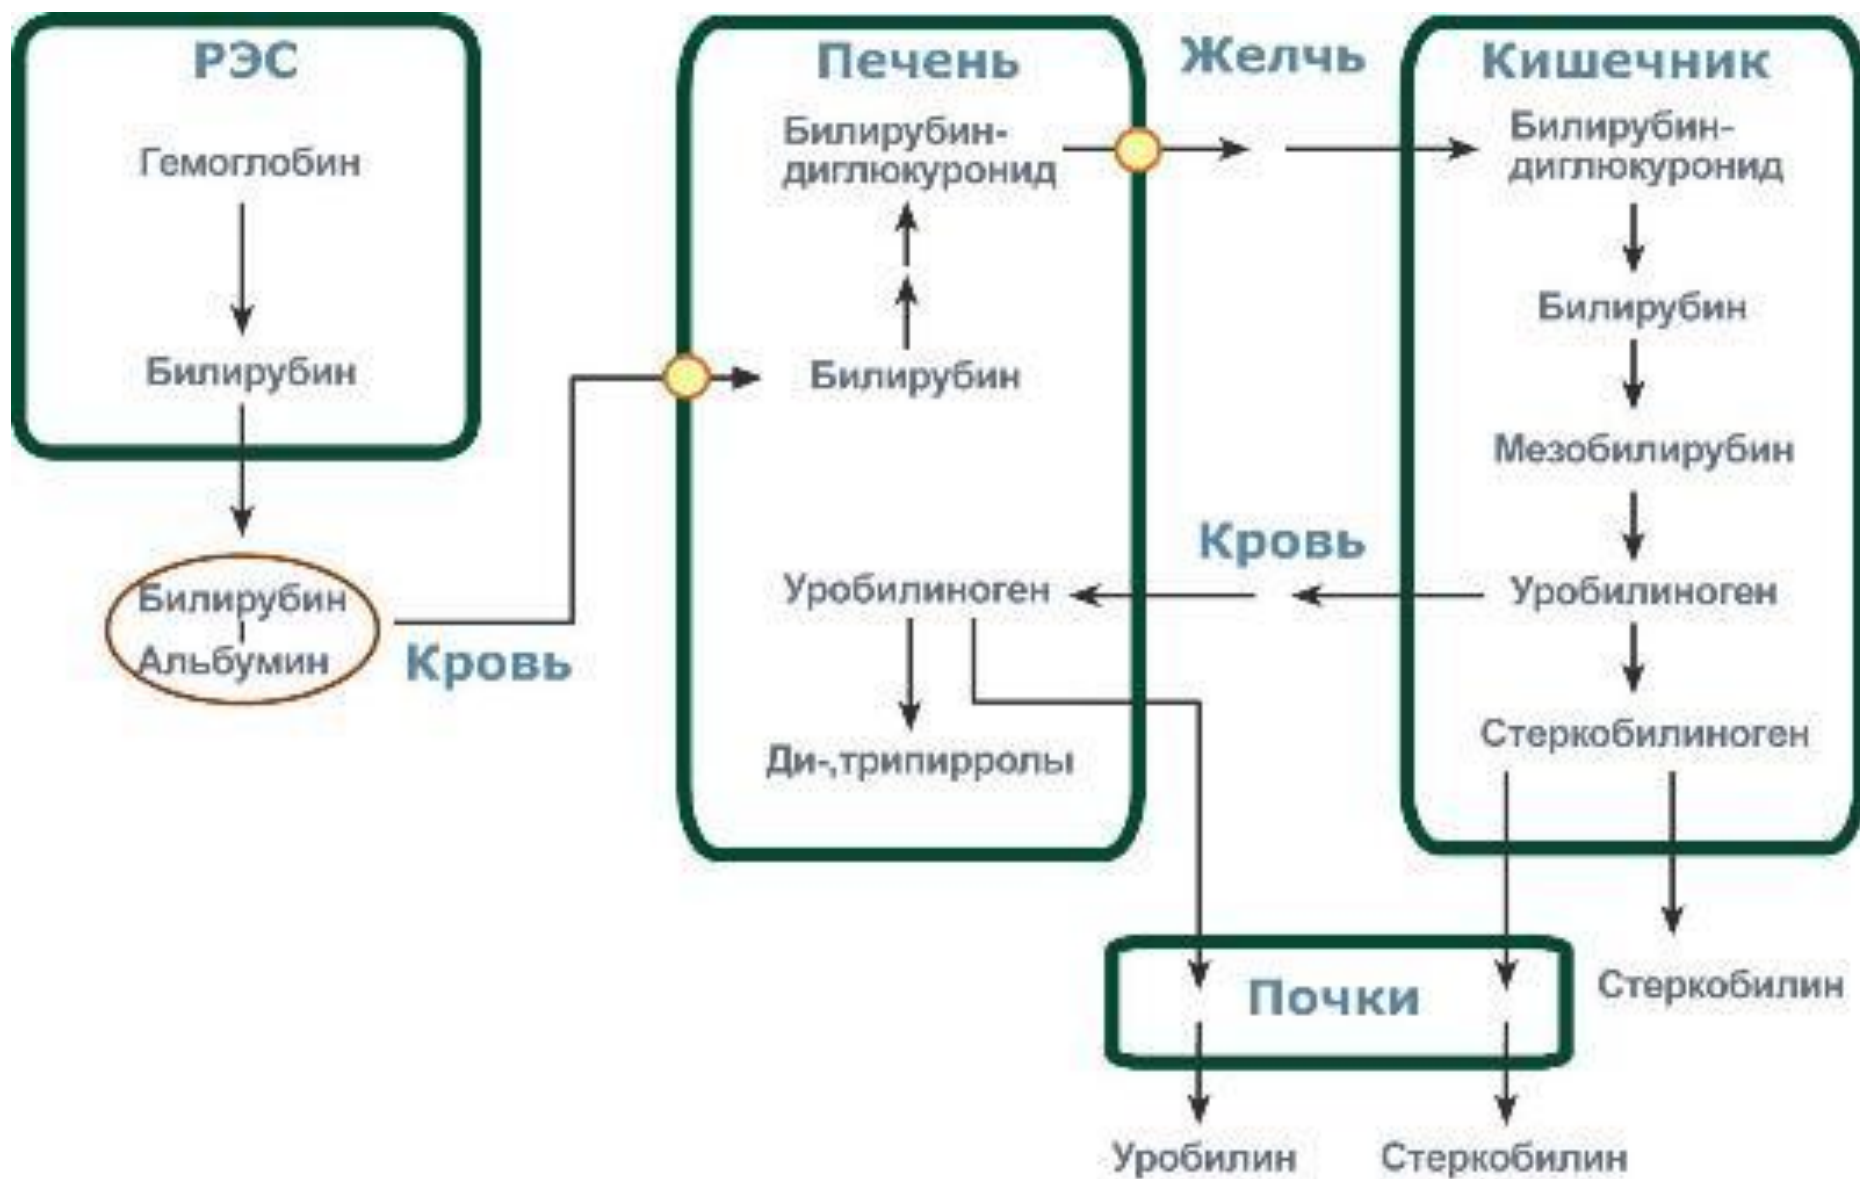 РЭС
Гемоглобин
Билирубин
Билирубин
Альбумин
Кровь
Печень
Билирубин-
диглюкуронид
Билирубин
Уробилиноген
Ди-,трипирролы
Желчь
Кровь
Кишечник
Билирубин-
диглюкуронид
Билирубин
Мезобилирубин
Уробилиноген
Стеркобилиноген
Почки
Стеркобилин
Уробилин
Стеркобилин